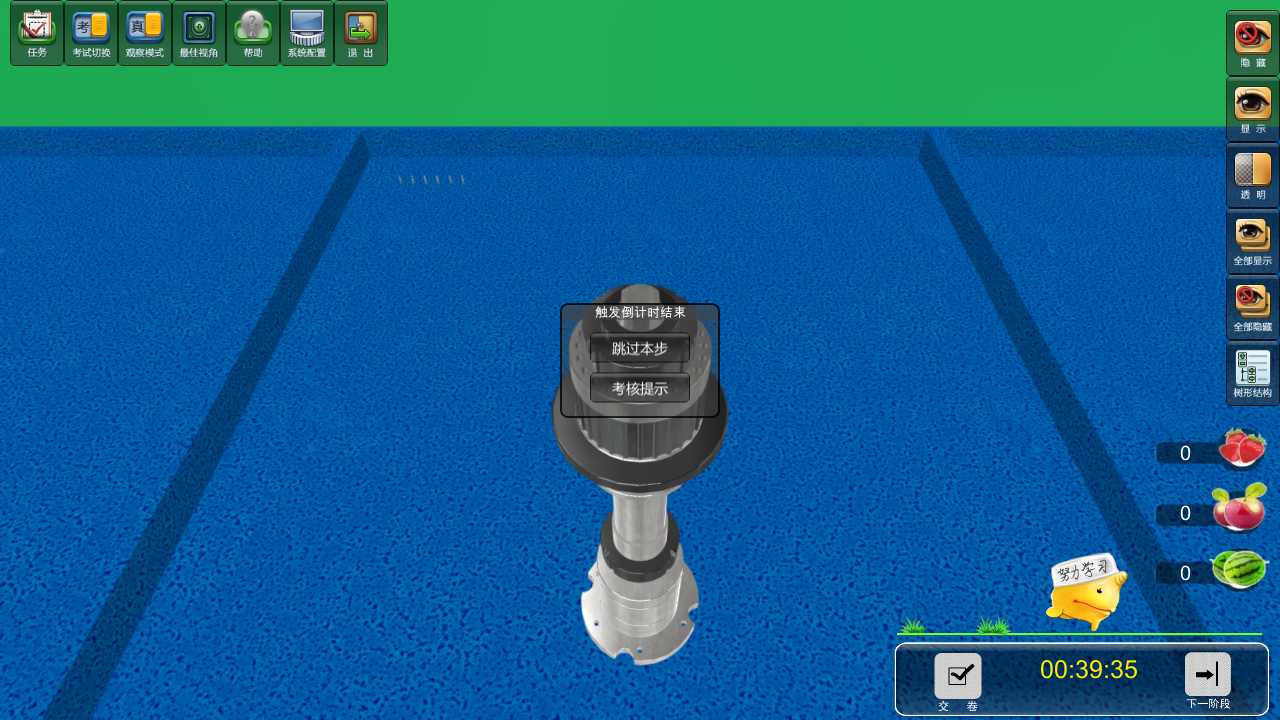 任务
考试切换
观察模式
最佳视角
帮助
系统配置
退 出
考
真
隐 藏
显 示
透 明
全部显示
全部隐藏
树形结构
触发倒计时结束
跳过本步
考核提示
0
0
0
努力学习
00:39:35
交 卷
下一阶段